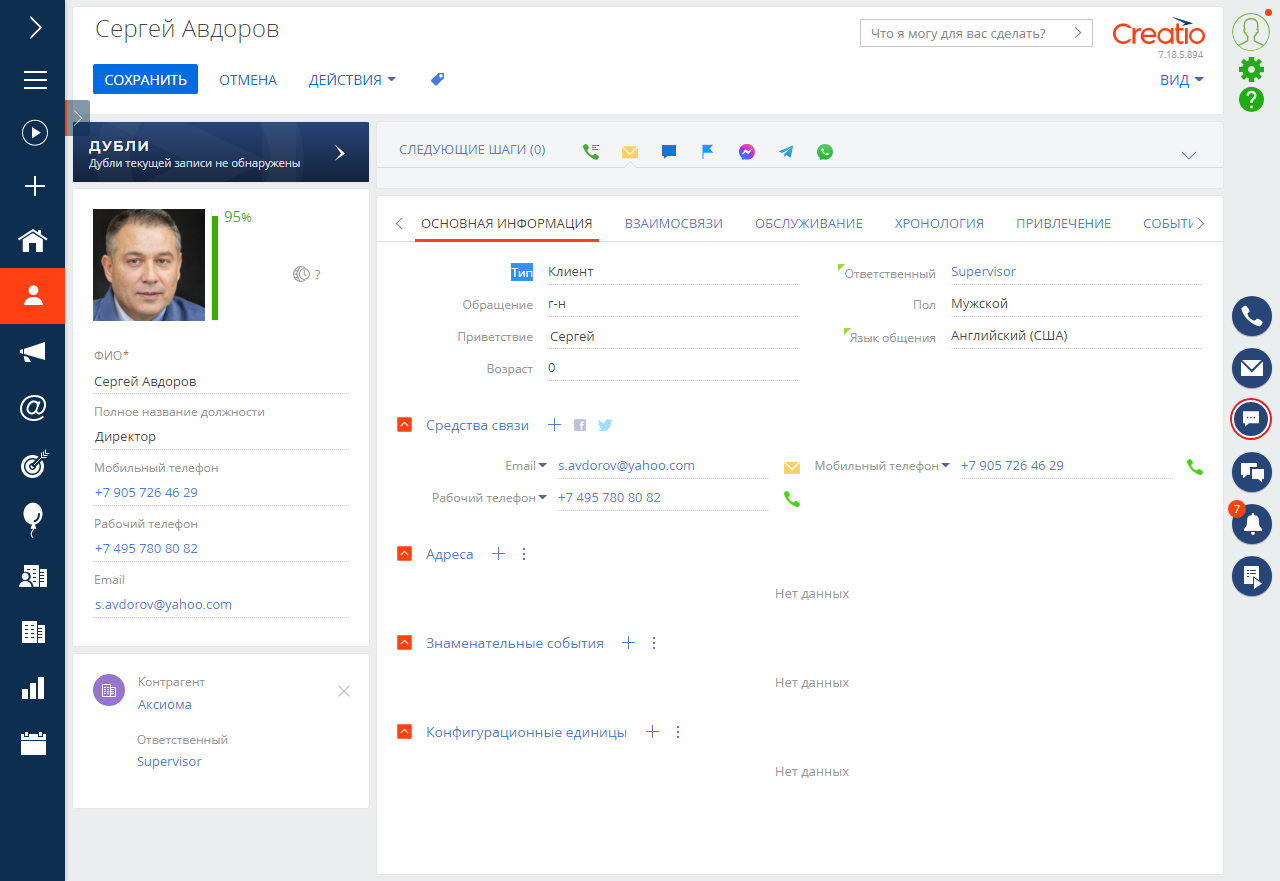 Сергей Авдоров
Что я могу для вас сделать?
Creatio
7.18.5.894
СОХРАНИТЬ
ОТМЕНА
ДЕЙСТВИЯ
ВИД
ДУБЛИ
Дубли текущей записи не обнаружены
СЛЕДУЮЩИЕ ШАГИ (0)
95%
?
ФИО*
Сергей Авдоров
Полное название должности
Директор
Мобильный телефон
+7 905 726 46 29
Рабочий телефон
+7 495 780 80 82
Email
s.avdorov@yahoo.com
Контрагент
Аксиома
Ответственный
Supervisor
ОСНОВНАЯ ИНФОРМАЦИЯ
ВЗАИМОСВЯЗИ
ОБСЛУЖИВАНИЕ
ХРОНОЛОГИЯ
ПРИВЛЕЧЕНИЕ
СОБЫТИ
Тип Клиент
Ответственный Supervisor
Обращение г-н
Пол Мужской
Приветствие Сергей
Язык общения Английский (США)
Возраст 0
Средства связи
Email s.avdorov@yahoo.com
Мобильный телефон +7 905 726 46 29
Рабочий телефон +7 495 780 80 82
Адреса
Нет данных
Знаменательные события
Нет данных
Конфигурационные единицы
Нет данных
7